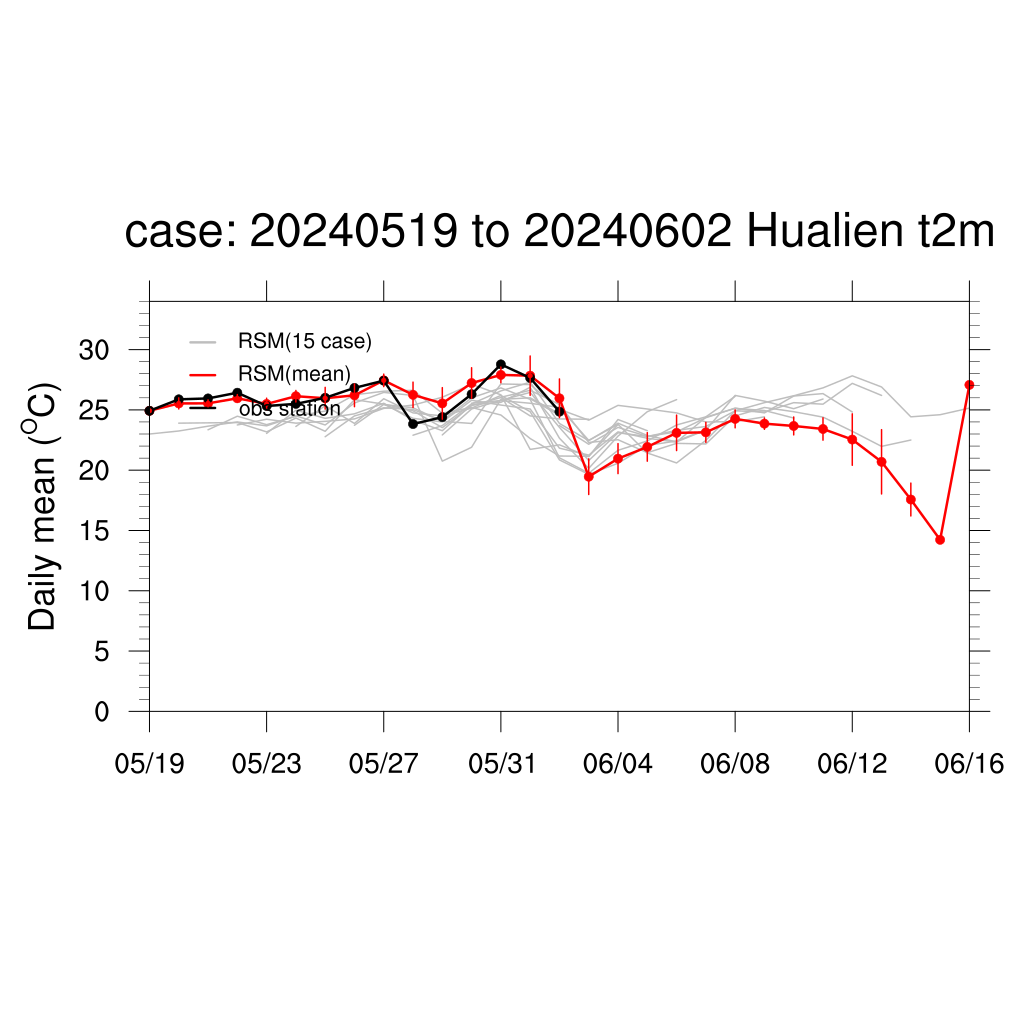 case: 20240519 to 20240602 Hualien t2m
RSM(15 case)
RSM(mean)
obs station
Daily mean (°C)
30
25
20
15
10
5
0
05/19 05/23 05/27 05/31 06/04 06/08 06/12 06/16